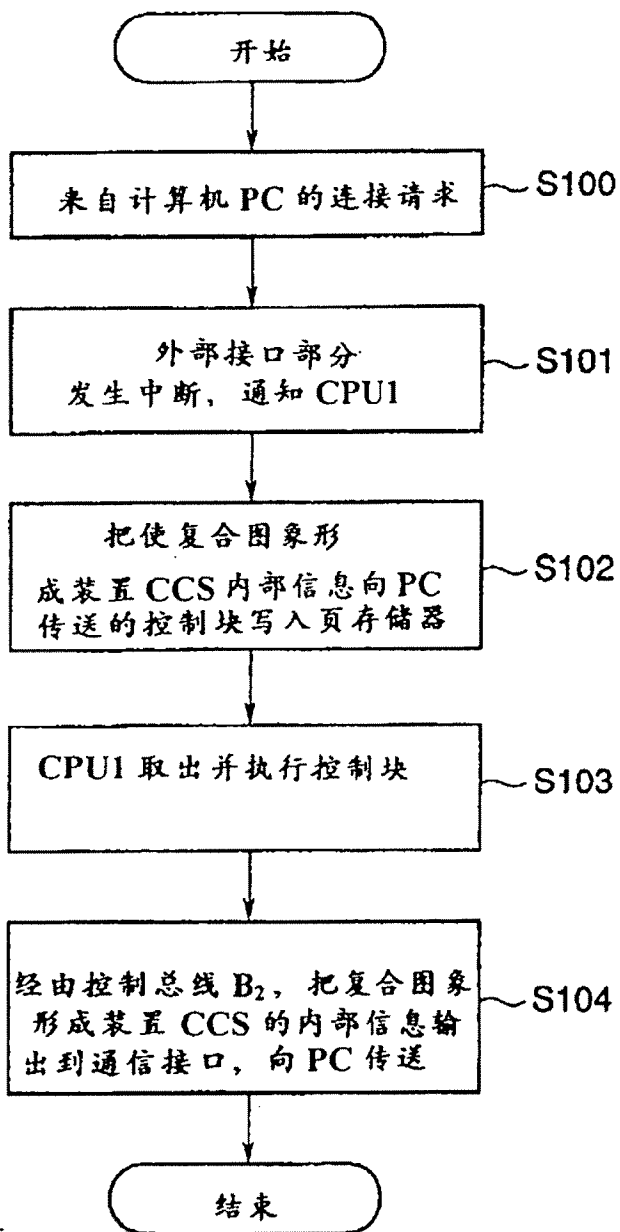 开始
来自计算机 PC 的连接请求
S100
外部接口部分
发生中断，通知 CPU1
S101
把使复合图象形
成装置 CCS 内部信息向 PC
传送的控制块写入页存储器
S102
CPU1 取出并执行控制块
S103
经由控制总线 B₂，把复合图象
形成装置 CCS 的内部信息输
出到通信接口，向 PC 传送
S104
结束